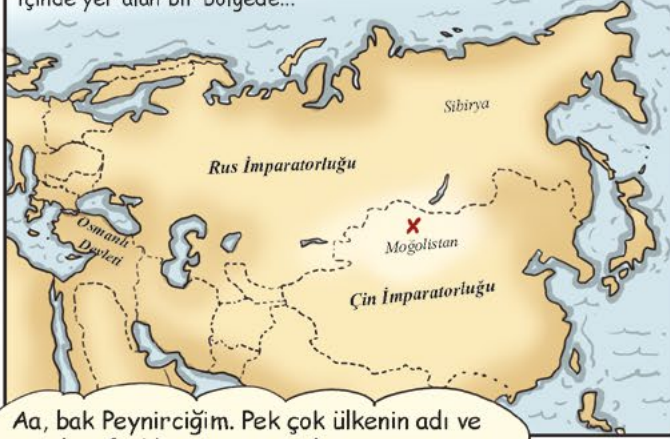 içinde yer alan bir bölgede...
Sibirya
Rus İmparatorluğu
Osmanlı
Devleti
Moğolistan
Çin İmparatorluğu
Aa, bak Peynirciğim. Pek çok ülkenin adı ve